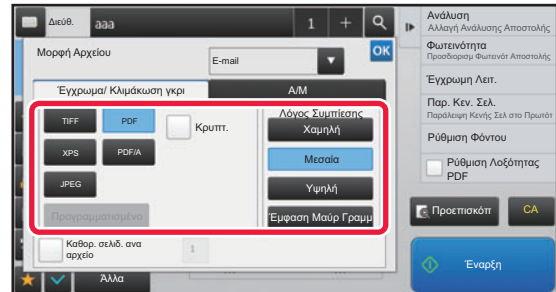 Διεύθ. aaa 1 +
Μορφή Αρχείου
E-mail
OK
Έγχρωμα/ Κλιμάκωση γκρι
Α/Μ
TIFF PDF Κρυπτ.
XPS PDF/A
JPEG
Προγραμματισμένο
Λόγος Συμπίεσης
Χαμηλή
Μεσαία
Υψηλή
Έμφαση Μαύρ Γραμμ
Καθορ. σελιδ. ανα
αρχείο
1
Άλλα
Ανάλυση
Αλλαγή Ανάλυσης Αποστολής
Φωτεινότητα
Προσδιορισμ Φωτεινότ Αποστολής
Έγχρωμη Λειτ.
Παρ. Κεν. Σελ.
Παράλειψη Κενής Σελ στο Πρωτότ
Ρύθμιση Φόντου
Ρύθμιση Λοξότητας
PDF
Προεπισκόπ
CA
Έναρξη